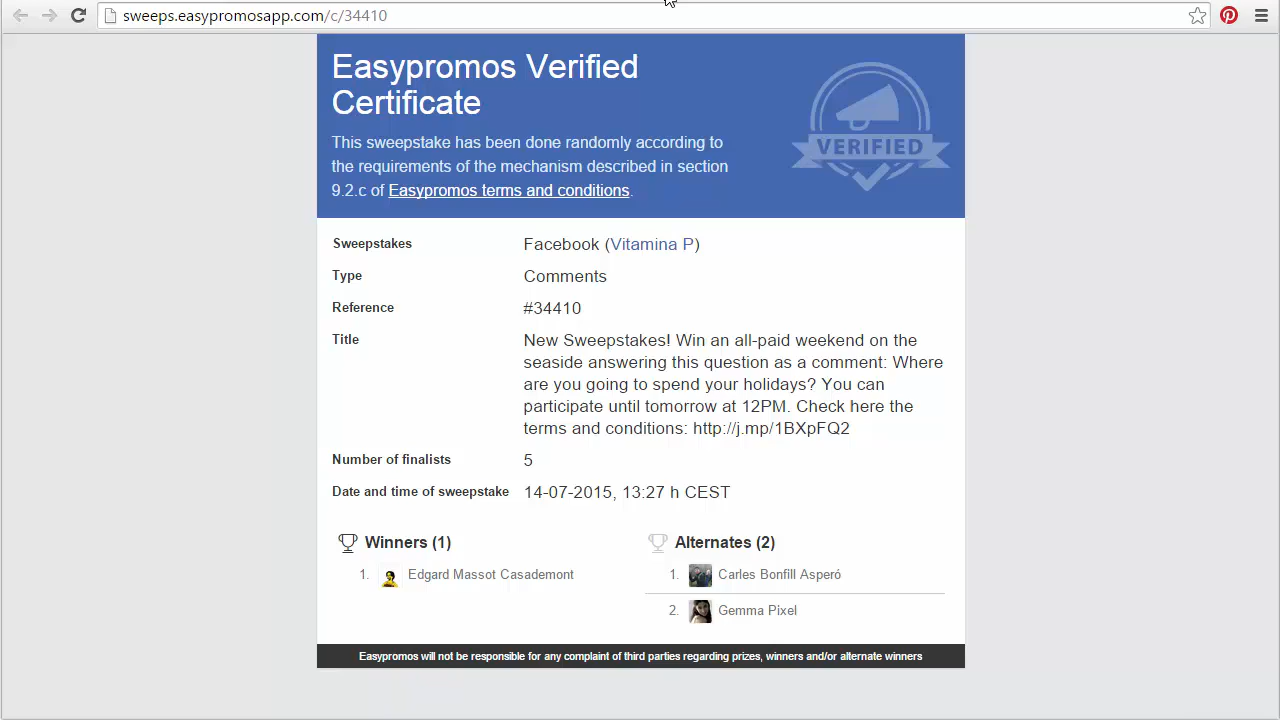 sweeps.easypromosapp.com/c/34410
Easypromos Verified
Certificate
This sweepstake has been done randomly according to
the requirements of the mechanism described in section
9.2.c of Easypromos terms and conditions.
VERIFIED
Sweepstakes Facebook (Vitamina P)
Type Comments
Reference #34410
Title New Sweepstakes! Win an all-paid weekend on the
seaside answering this question as a comment: Where
are you going to spend your holidays? You can
participate until tomorrow at 12PM. Check here the
terms and conditions: http://j.mp/1BXpFQ2
Number of finalists 5
Date and time of sweepstake 14-07-2015, 13:27 h CEST
Winners (1)
1. Edgard Massot Casademont
Alternates (2)
1. Carles Bonfill Asperó
2. Gemma Pixel
Easypromos will not be responsible for any complaint of third parties regarding prizes, winners and/or alternate winners